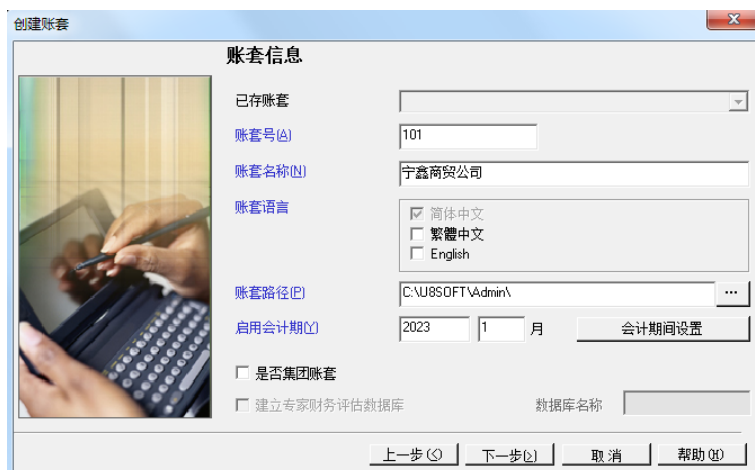 创建账套
账套信息
已存账套
账套号(A) 101
账套名称(N) 宁鑫商贸公司
账套语言 简体中文
繁體中文
English
账套路径(P) C:\U8SOFT\Admin\ ...
启用会计期(Y) 2023 1 月 会计期间设置
是否集团账套
建立专家财务评估数据库 数据库名称
上一步(<) 下一步(>) 取消 帮助(H)